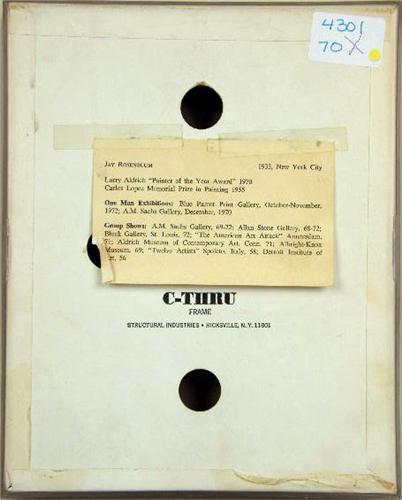 4301
70X
JAY ROSENBLUM 1933, New York City
Larry Aldrich "Painter of the Year Award" 1970
Carlos Lopez Memorial Prize in Painting 1955
One Man Exhibitions: Blue Parrot Print Gallery, October-November,
1972; A.M. Sachs Gallery, December, 1970
Group Shows: A.M. Sachs Gallery, 69-72; Allan Stone Gallery, 68-72;
Gallery, St. Louis, 72; "The American Art Attack" Amsterdam,
71; Aldrich Museum of Contemporary Art, Conn. 71; Albright-Knox
Museum, 69; "Twelve Artists" Spoleto, Italy, 58; Detroit Institute of
Art, 56
C-THRU
FRAME
STRUCTURAL INDUSTRIES • HICKSVILLE, N.Y. 11801